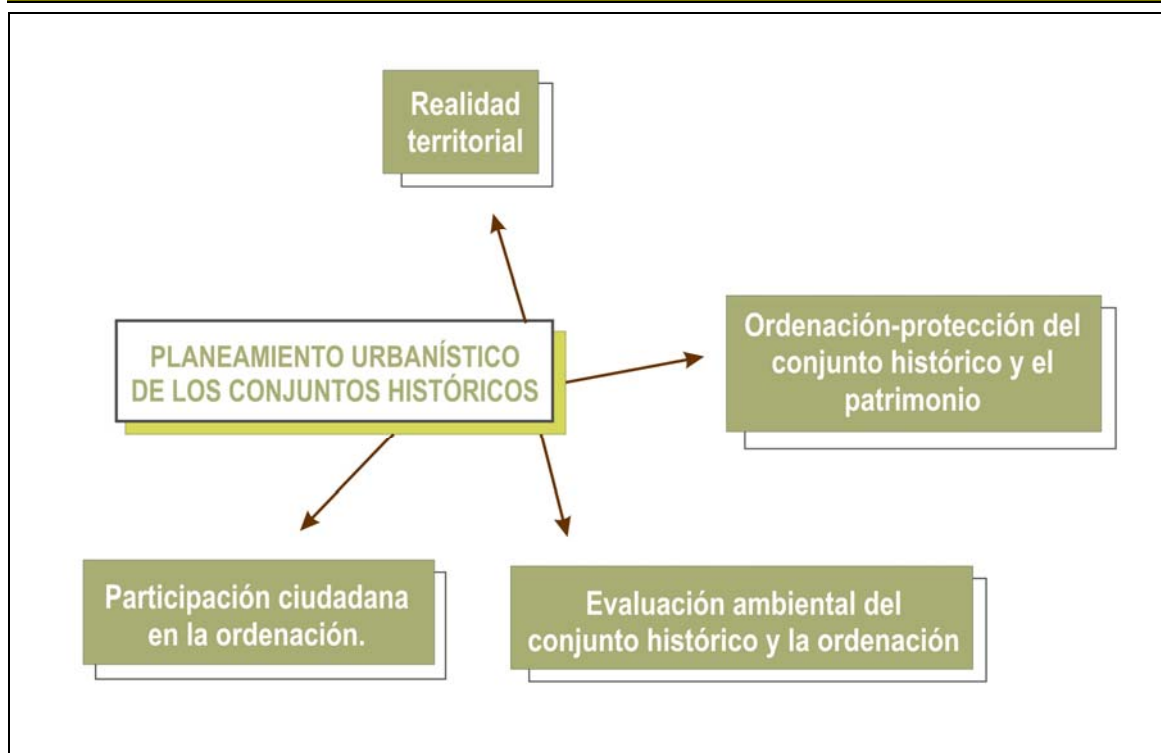 Realidad
territorial
PLANEAMIENTO URBANÍSTICO
DE LOS CONJUNTOS HISTÓRICOS
Ordenación-protección del
conjunto histórico y el
patrimonio
Participación ciudadana
en la ordenación.
Evaluación ambiental del
conjunto histórico y la ordenación